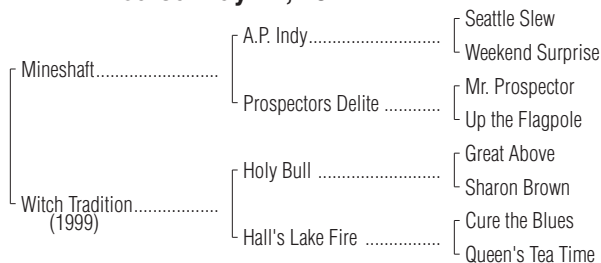 Seattle Slew
A.P. Indy..............................
Weekend Surprise
Mineshaft............................
Mr. Prospector
Prospectors Delite .............
Up the Flagpole
Great Above
Holy Bull ............................
Sharon Brown
Witch Tradition...................
(1999)
Cure the Blues
Hall's Lake Fire .................
Queen's Tea Time